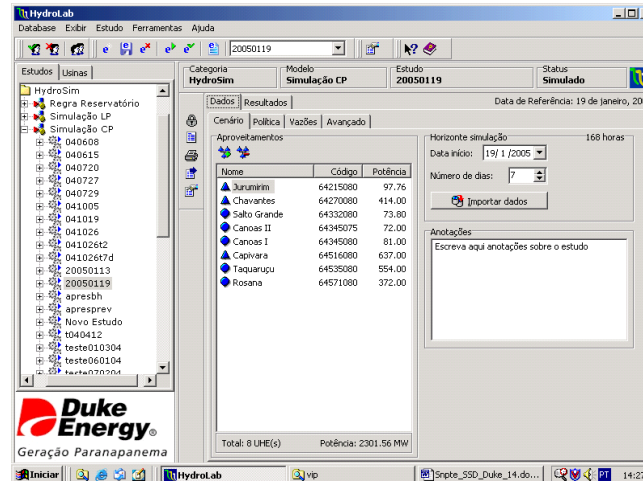 HydroLab
Database Exibir Estudo Ferramentas Ajuda
20050119
Estudos Usinas
HydroSim
Regra Reservatório
Simulação LP
Simulação CP
040608
040615
040720
040727
040729
041005
041019
041026
041026t2
041026t7d
20050113
20050119
apresbh
apresprev
Novo Estudo
t040412
teste010304
teste060104
teste070204
Duke
Energy®
Geração Paranapanema
Categoria
HydroSim
Modelo
Simulação CP
Estudo
20050119
Status
Simulado
Dados Resultados
Data de Referência: 19 de janeiro, 20
Cenário Política Vazões Avançado
Aproveitamentos
Nome Código Potência
Jurumirim 64215080 97.76
Chavantes 64270080 414.00
Salto Grande 64332080 73.80
Canoas II 64345075 72.00
Canoas I 64345080 81.00
Capivara 64516080 637.00
Taquaruçu 64535080 554.00
Rosana 64571080 372.00
Total: 8 UHE(s) Potência: 2301.56 MW
Horizonte simulação 168 horas
Data início: 19/ 1 /2005
Número de dias: 7
Importar dados
Anotações
Escreva aqui anotações sobre o estudo
Iniciar HydroLab vip Snpte_SSD_Duke_14.do... PT 14:27